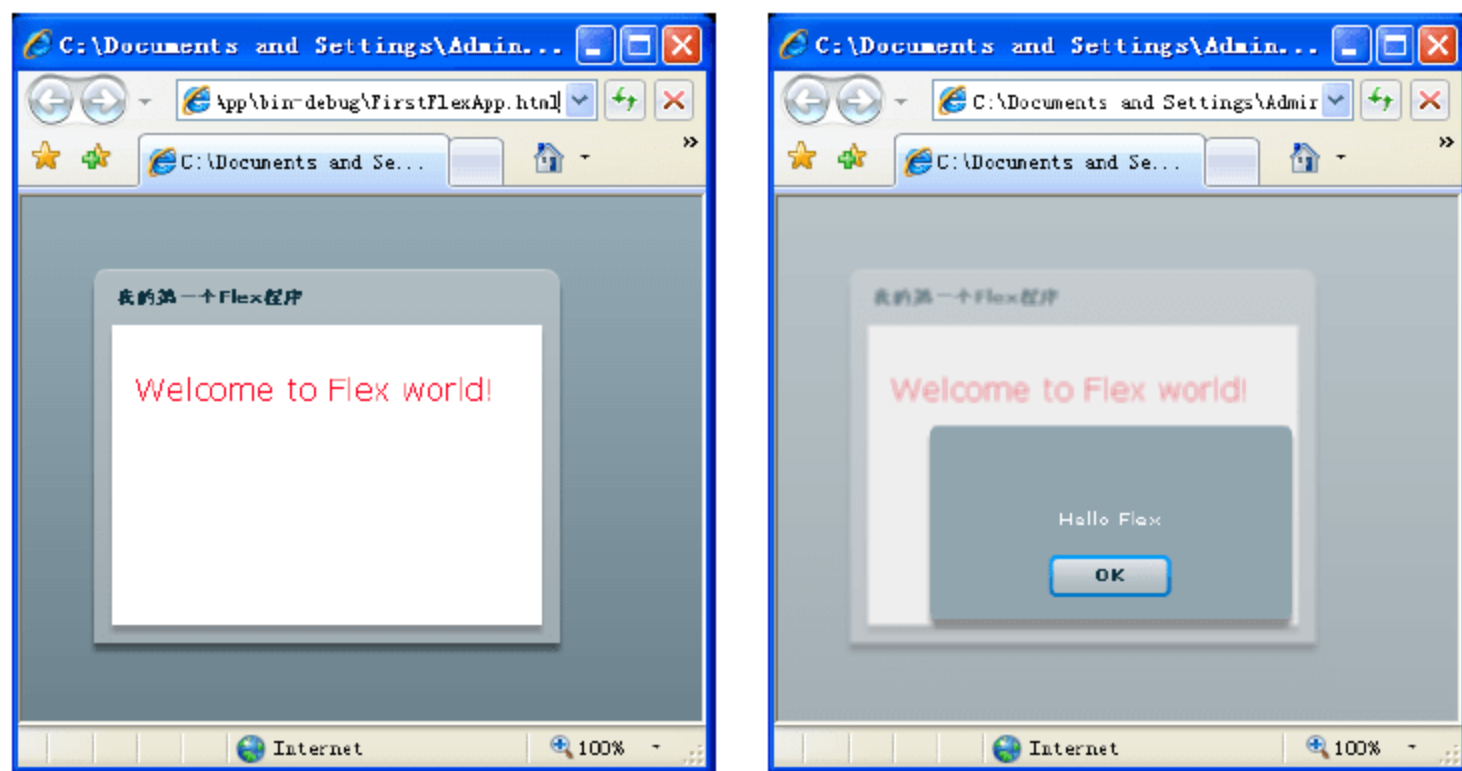 C:\Documents and Settings\Admin...
App\bin-debug\FirstFlexApp.html
C:\Documents and Se...
我的第一个Flex程序
Welcome to Flex world!
Internet
100%
C:\Documents and Settings\Admin...
C:\Documents and Settings\Admir
C:\Documents and Se...
我的第一个Flex程序
Welcome to Flex world!
Hello Flex
OK
Internet
100%